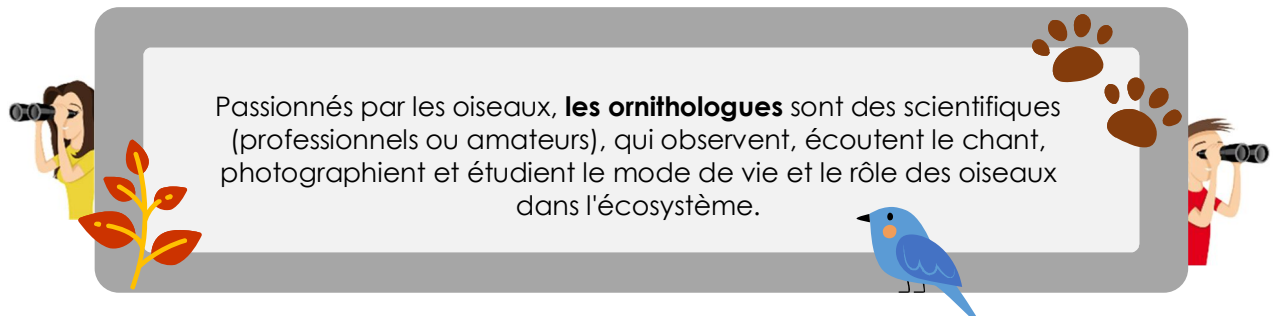 Passionnés par les oiseaux, les ornithologues sont des scientifiques
(professionnels ou amateurs), qui observent, écoutent le chant,
photographient et étudient le mode de vie et le rôle des oiseaux
dans l'écosystème.